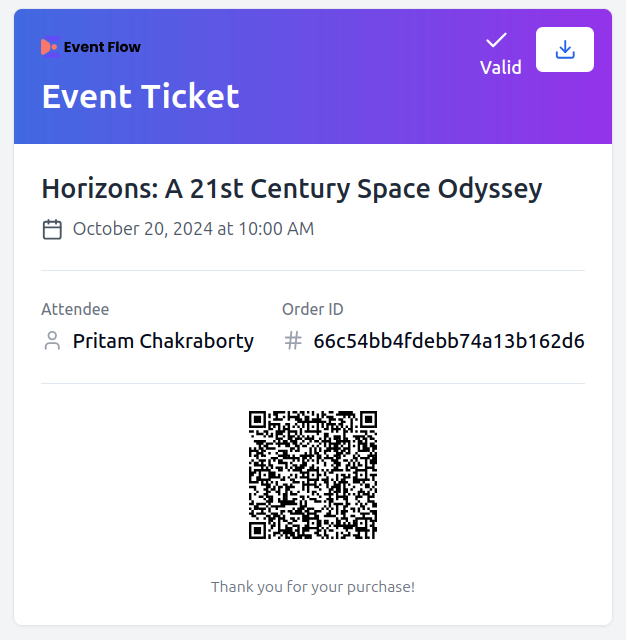 Event Flow
Valid
Event Ticket
Horizons: A 21st Century Space Odyssey
October 20, 2024 at 10:00 AM
Attendee Order ID
Pritam Chakraborty # 66c54bb4fdebb74a13b162d6
Thank you for your purchase!